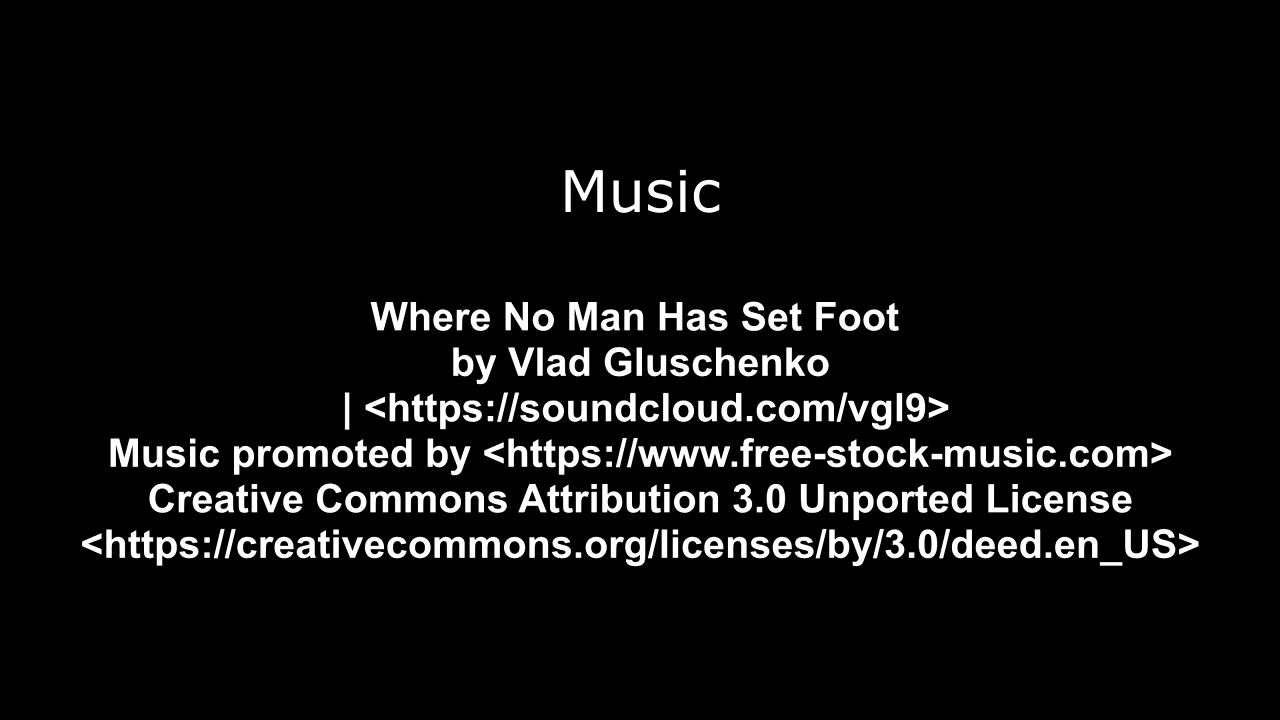 Music
Where No Man Has Set Foot
by Vlad Gluschenko
| <https://soundcloud.com/vgl9>
Music promoted by <https://www.free-stock-music.com>
Creative Commons Attribution 3.0 Unported License
<https://creativecommons.org/licenses/by/3.0/deed.en_US>